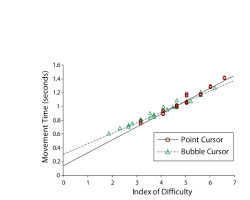 1.6
1.4
1.2
1
0.8
0.6
0.4
0.2
0
Movement Time (seconds)
Point Cursor
Bubble Cursor
0 1 2 3 4 5 6 7
Index of Difficulty